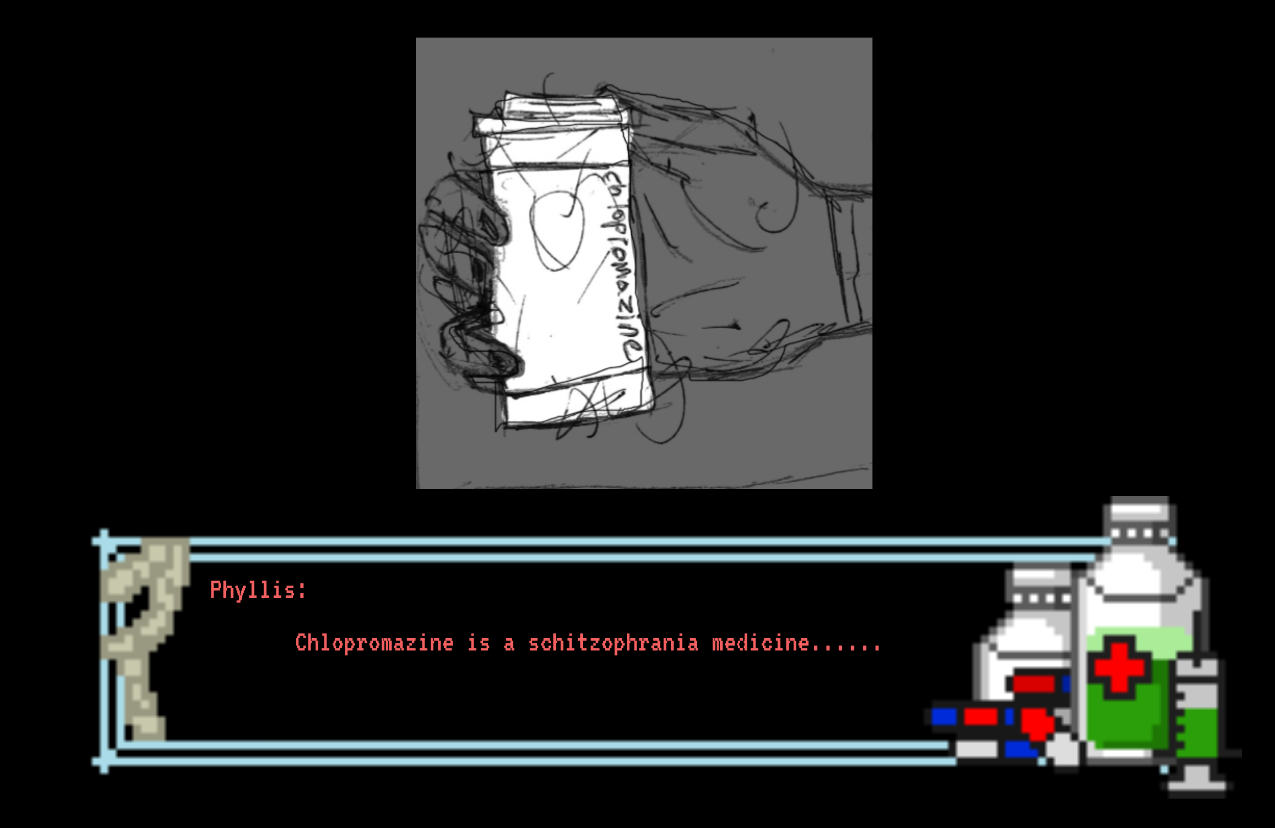 chlopromazine
Phyllis:
Chlopromazine is a schitzophrania medicine......